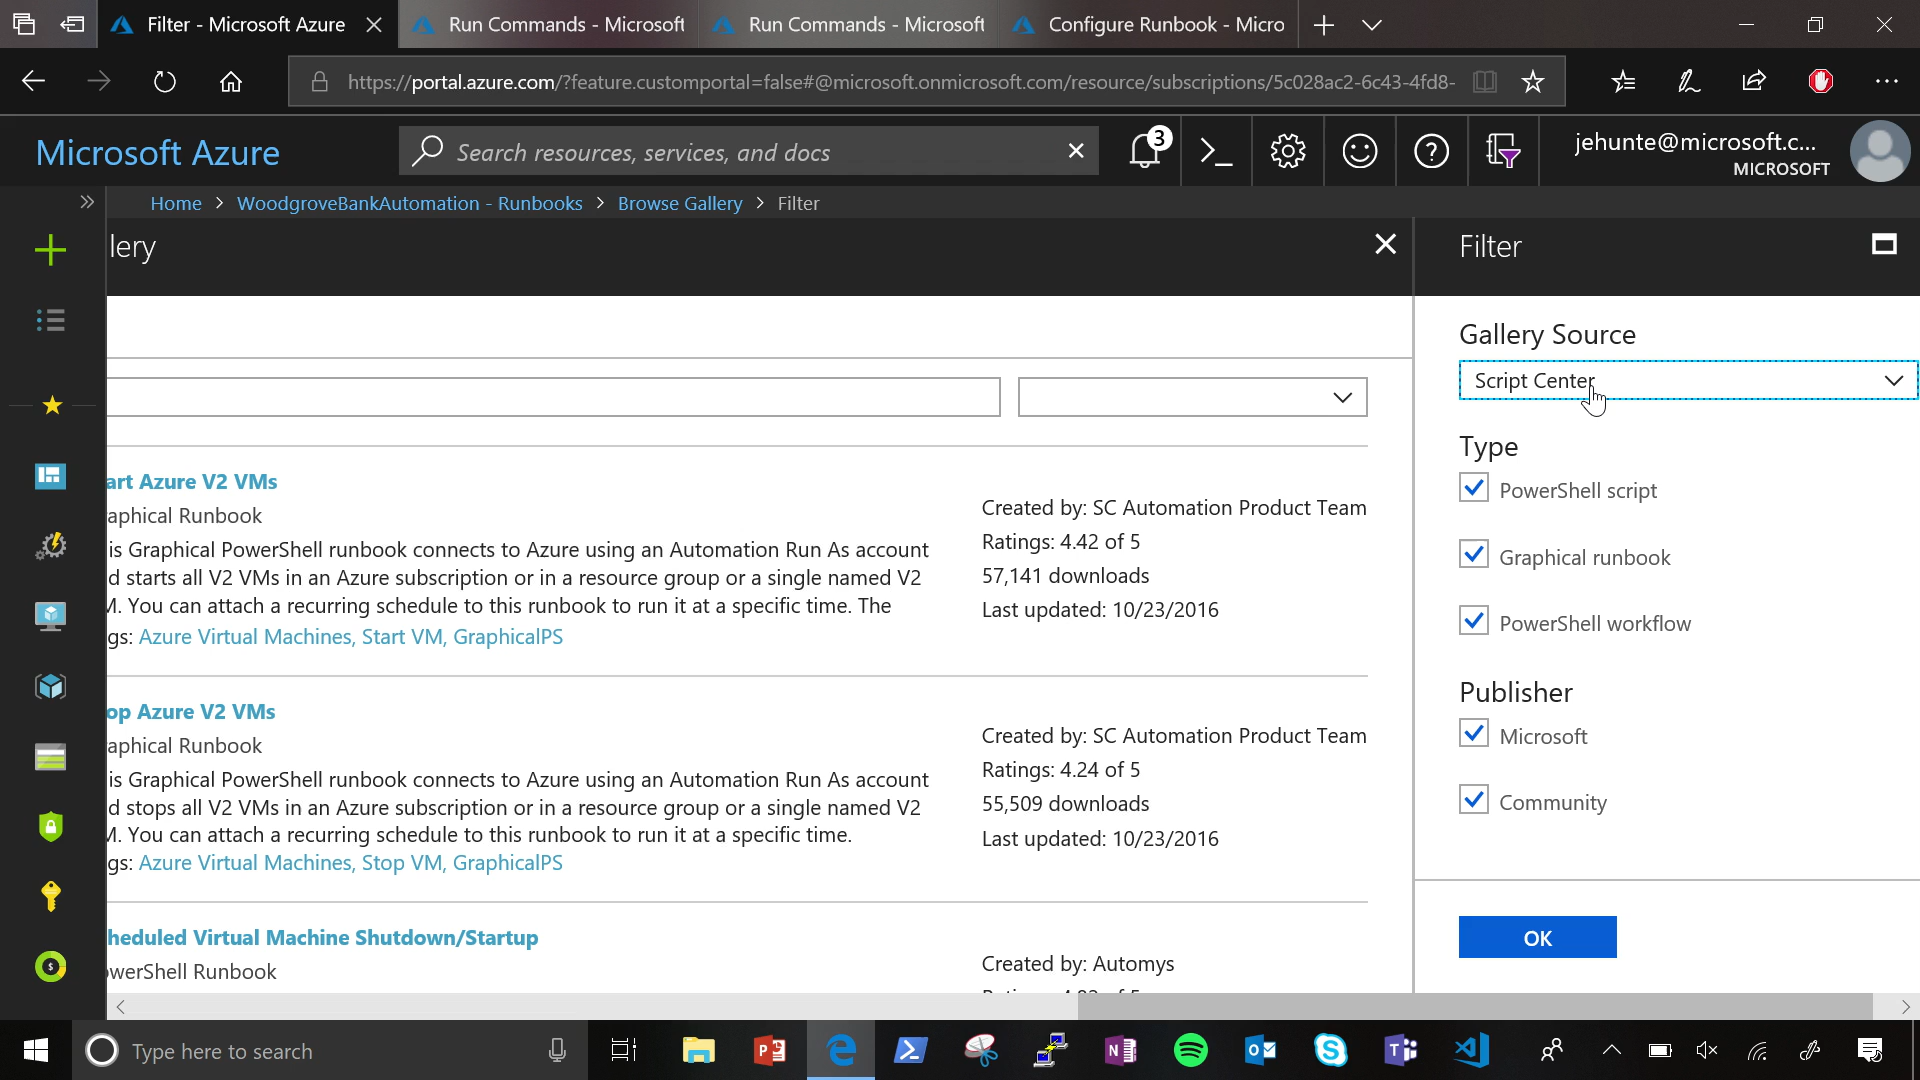 Filter - Microsoft Azure
Run Commands - Microsoft
Run Commands - Microsoft
Configure Runbook - Micro
https://portal.azure.com/?feature.customportal=false#@microsoft.onmicrosoft.com/resource/subscriptions/5c028ac2-6c43-4fd8-
Microsoft Azure
Search resources, services, and docs
3
jehunte@microsoft.c...
MICROSOFT
Home > WoodgroveBankAutomation - Runbooks > Browse Gallery > Filter
lery
art Azure V2 VMs
aphical Runbook
is Graphical PowerShell runbook connects to Azure using an Automation Run As account
d starts all V2 VMs in an Azure subscription or in a resource group or a single named V2
M. You can attach a recurring schedule to this runbook to run it at a specific time. The
gs: Azure Virtual Machines, Start VM, GraphicalPS
Created by: SC Automation Product Team
Ratings: 4.42 of 5
57,141 downloads
Last updated: 10/23/2016
op Azure V2 VMs
aphical Runbook
is Graphical PowerShell runbook connects to Azure using an Automation Run As account
d stops all V2 VMs in an Azure subscription or in a resource group or a single named V2
M. You can attach a recurring schedule to this runbook to run it at a specific time.
gs: Azure Virtual Machines, Stop VM, GraphicalPS
Created by: SC Automation Product Team
Ratings: 4.24 of 5
55,509 downloads
Last updated: 10/23/2016
heduled Virtual Machine Shutdown/Startup
werShell Runbook
Created by: Automys
Filter
Gallery Source
Script Center
Type
PowerShell script
Graphical runbook
PowerShell workflow
Publisher
Microsoft
Community
OK
Type here to search